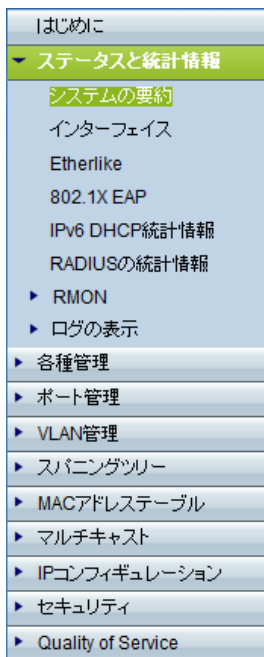 はじめに
ステータスと統計情報
システムの要約
インターフェイス
Etherlike
802.1X EAP
IPv6 DHCP統計情報
RADIUSの統計情報
RMON
ログの表示
各種管理
ポート管理
VLAN管理
スパニングツリー
MACアドレステーブル
マルチキャスト
IPコンフィギュレーション
セキュリティ
Quality of Service